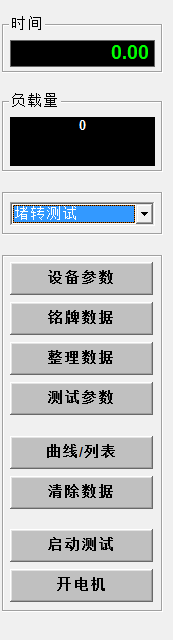 时间
0.00
负载量
0
堵转测试
设备参数
铭牌数据
整理数据
测试参数
曲线/列表
清除数据
启动测试
开电机